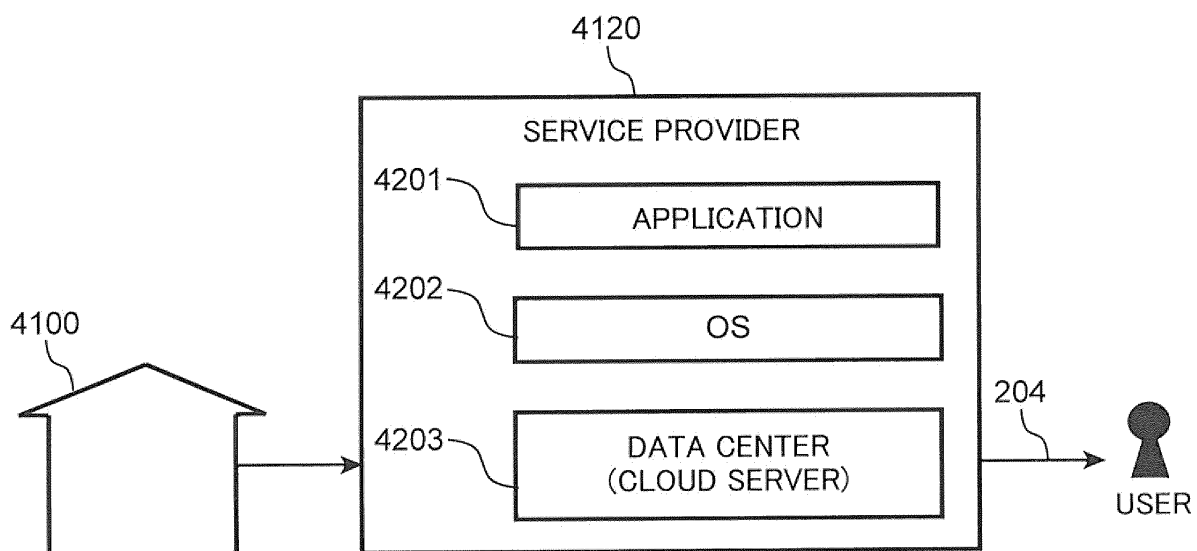 4120
SERVICE PROVIDER
4201
APPLICATION
4202
OS
4100
204
4203
DATA CENTER
(CLOUD SERVER)
USER